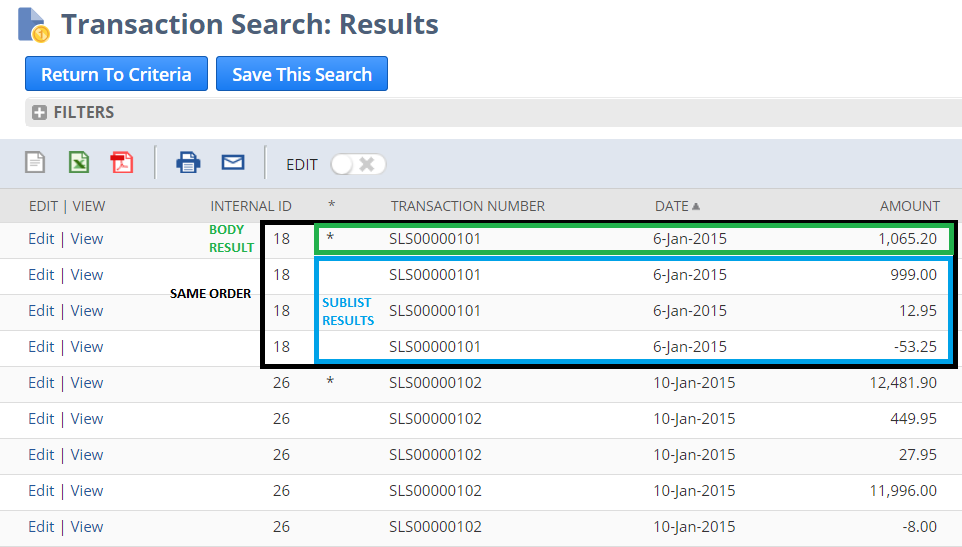 Transaction Search: Results
Return To Criteria Save This Search
FILTERS
EDIT
EDIT | VIEW INTERNAL ID * TRANSACTION NUMBER DATE AMOUNT
Edit | View BODY RESULT 18 * SLS00000101 6-Jan-2015 1,065.20
Edit | View 18 SLS00000101 6-Jan-2015 999.00
SAME ORDER
Edit | View 18 SUBLIST RESULTS SLS00000101 6-Jan-2015 12.95
Edit | View 18 SLS00000101 6-Jan-2015 -53.25
Edit | View 26 * SLS00000102 10-Jan-2015 12,481.90
Edit | View 26 SLS00000102 10-Jan-2015 449.95
Edit | View 26 SLS00000102 10-Jan-2015 27.95
Edit | View 26 SLS00000102 10-Jan-2015 11,996.00
Edit | View 26 SLS00000102 10-Jan-2015 -8.00